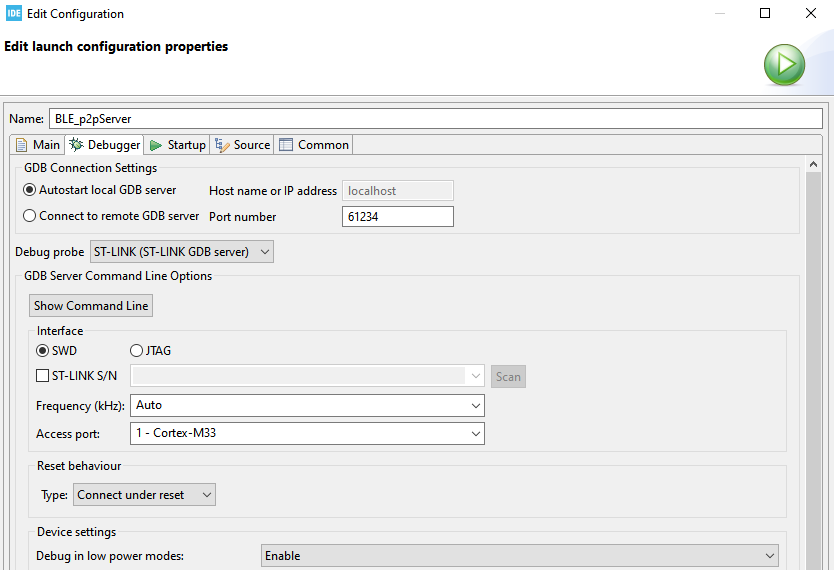 IDE Edit Configuration
Edit launch configuration properties
Name: BLE_p2pServer
Main Debugger Startup Source Common
GDB Connection Settings
Autostart local GDB server Host name or IP address localhost
Connect to remote GDB server Port number 61234
Debug probe ST-LINK (ST-LINK GDB server)
GDB Server Command Line Options
Show Command Line
Interface
SWD JTAG
ST-LINK S/N Scan
Frequency (kHz): Auto
Access port: 1 - Cortex-M33
Reset behaviour
Type: Connect under reset
Device settings
Debug in low power modes: Enable